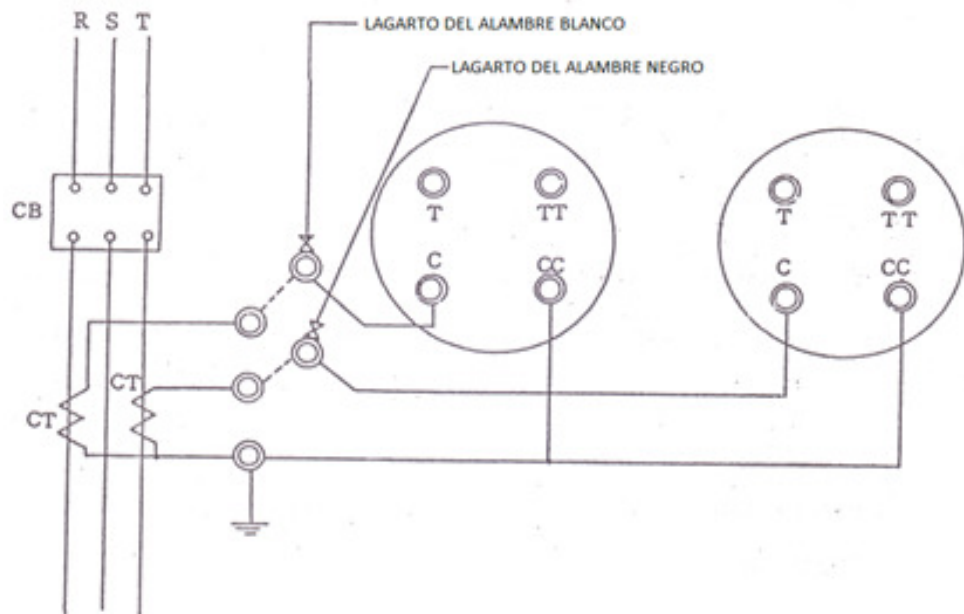 R S T
LAGARTO DEL ALAMBRE BLANCO
LAGARTO DEL ALAMBRE NEGRO
CB
T
TT
C
CC
T
TT
C
CC
CT
CT